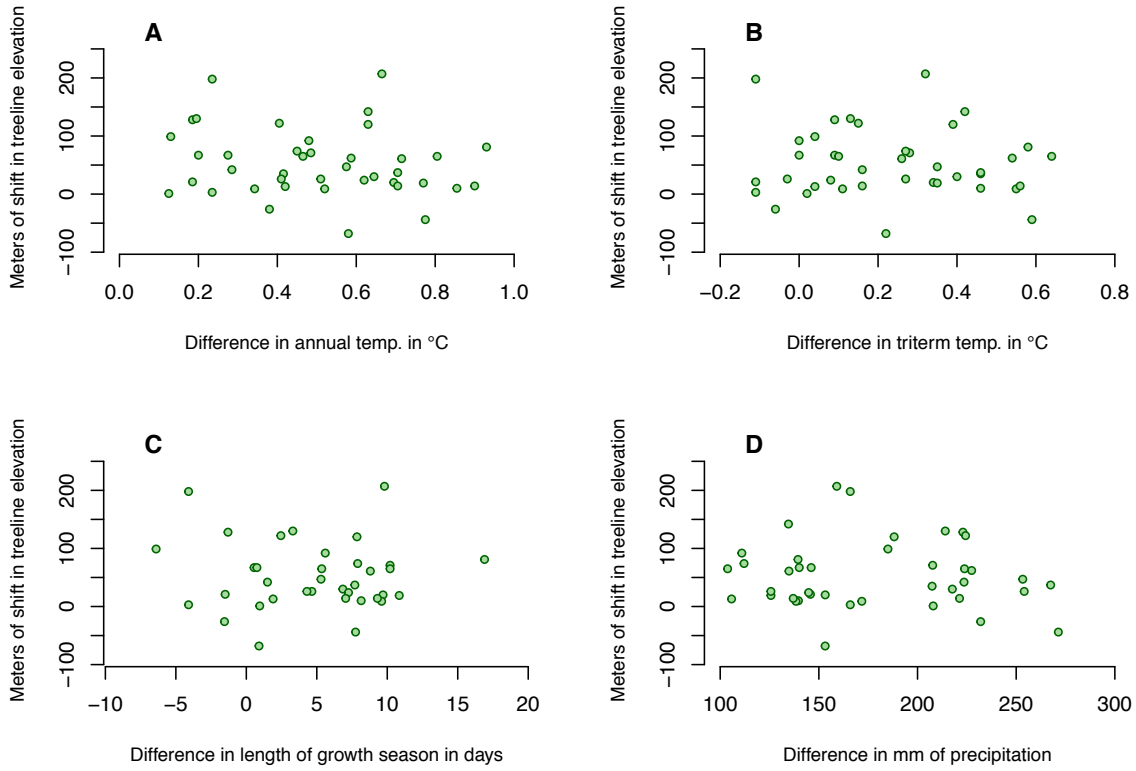 A
Meters of shift in treeline elevation
200
100
0
−100
0.0 0.2 0.4 0.6 0.8 1.0
Difference in annual temp. in °C
B
Meters of shift in treeline elevation
200
100
0
−100
−0.2 0.0 0.2 0.4 0.6 0.8
Difference in triterm temp. in °C
C
Meters of shift in treeline elevation
200
100
0
−100
−10 −5 0 5 10 15 20
Difference in length of growth season in days
D
Meters of shift in treeline elevation
200
100
0
−100
100 150 200 250 300
Difference in mm of precipitation